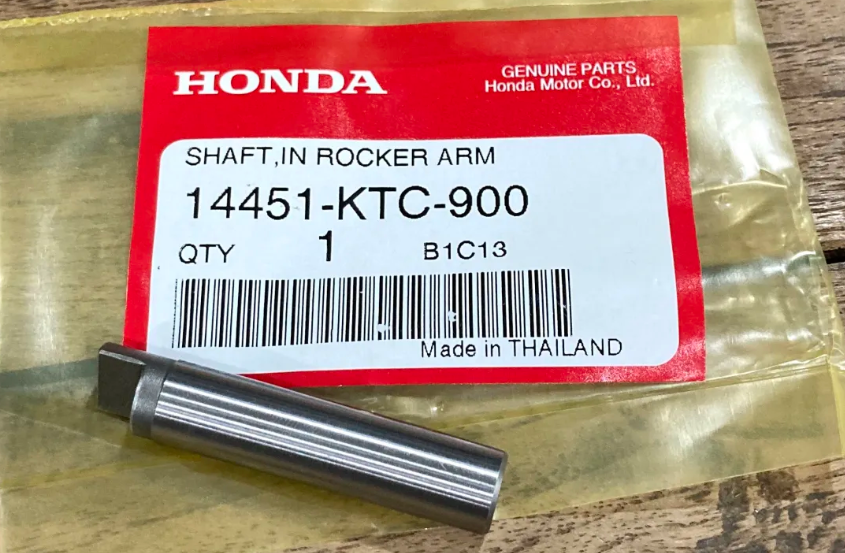 HONDA
GENUINE PARTS
Honda Motor Co., Ltd.
SHAFT,IN ROCKER ARM
14451-KTC-900
QTY 1 B1C13
Made in THAILAND